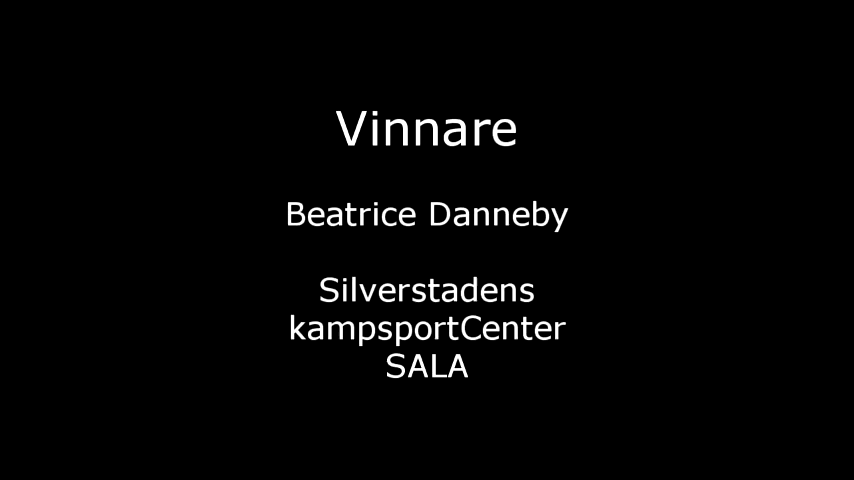 Vinnare
Beatrice Danneby
Silverstadens
kampsportCenter
SALA